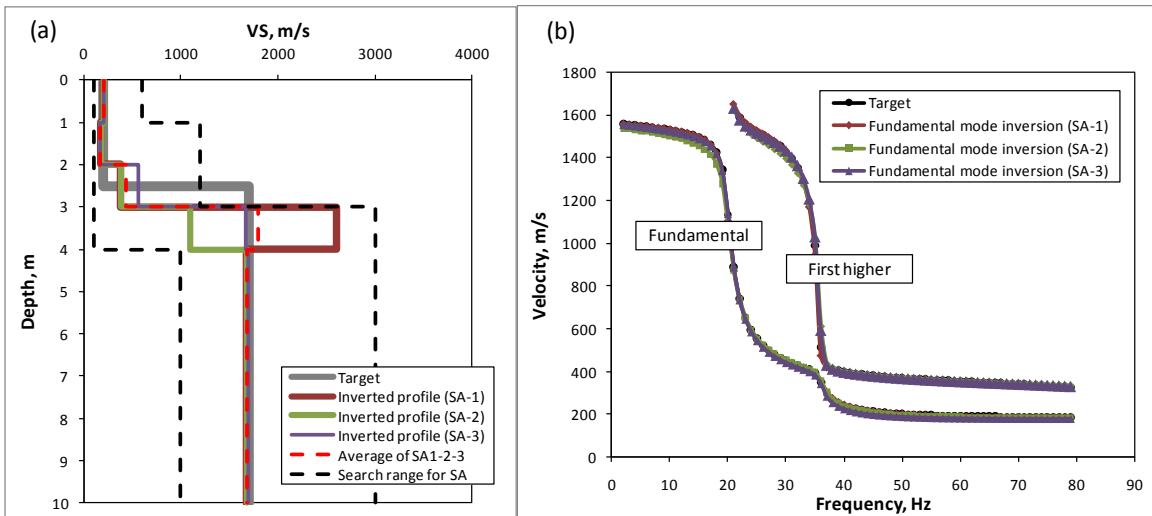 (a)
VS, m/s
0 1000 2000 3000 4000
0
1
2
3
4
5
6
7
8
9
10
Depth, m
Target
Inverted profile (SA-1)
Inverted profile (SA-2)
Inverted profile (SA-3)
Average of SA1-2-3
Search range for SA
(b)
1800
1600
1400
1200
1000
800
600
400
200
0
Velocity, m/s
Target
Fundamental mode inversion (SA-1)
Fundamental mode inversion (SA-2)
Fundamental mode inversion (SA-3)
Fundamental
First higher
0 10 20 30 40 50 60 70 80 90
Frequency, Hz